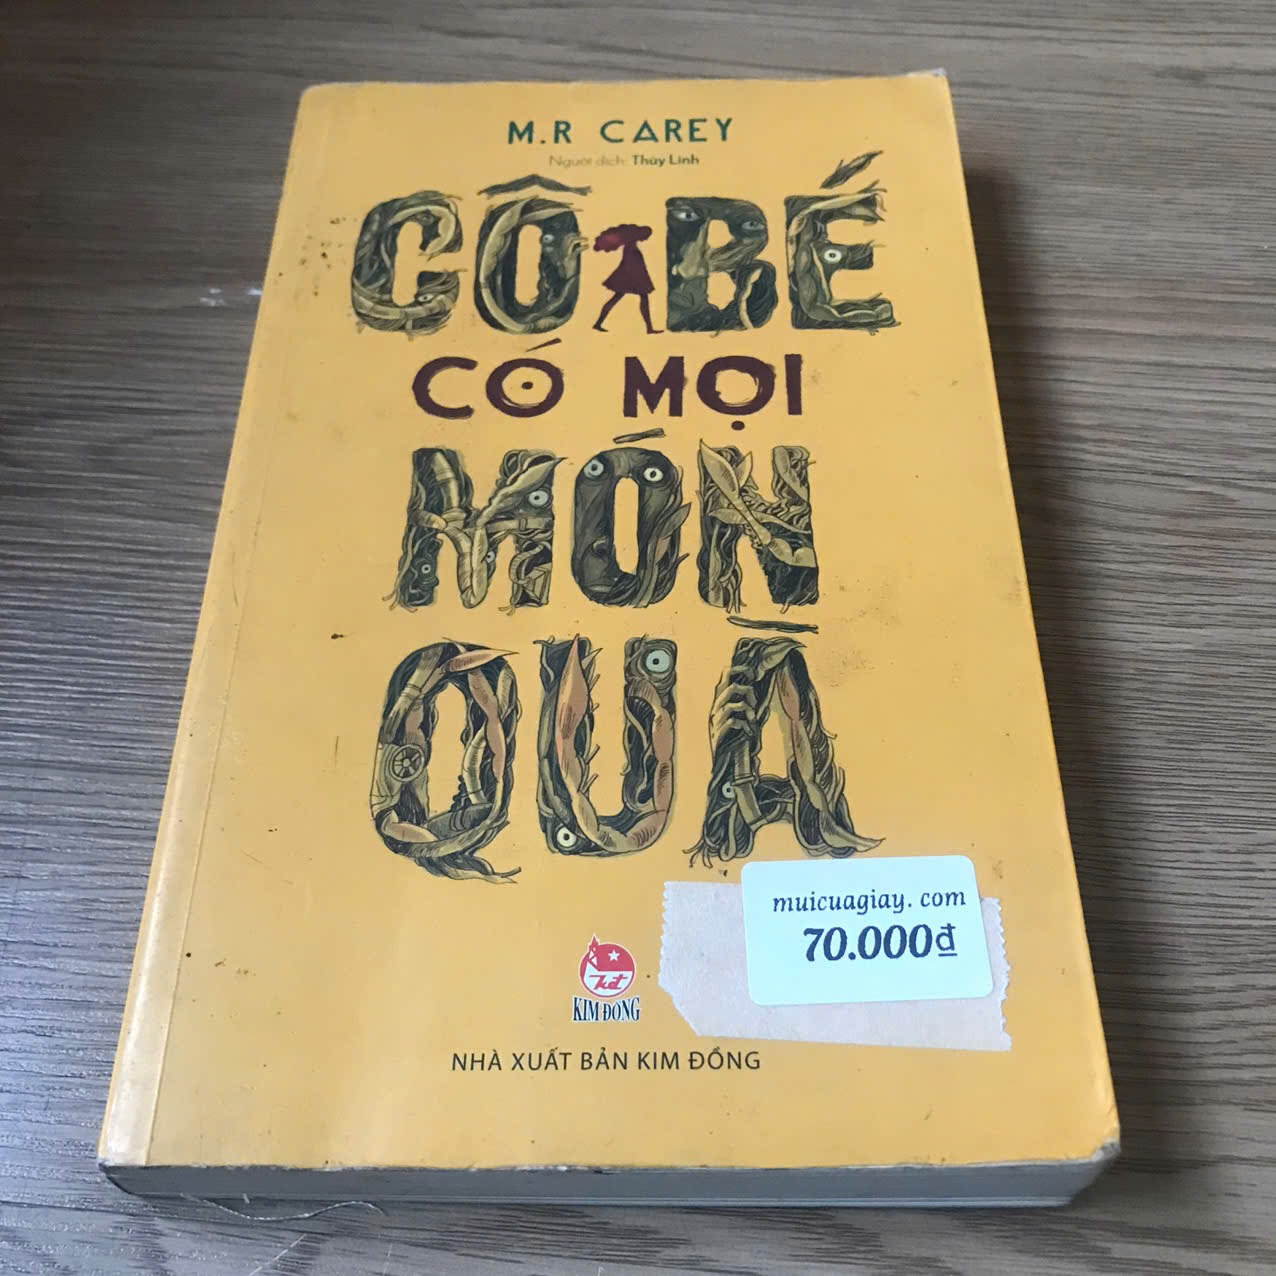 M.R CAREY
Người dịch: Thùy Linh
CÔ BÉ
CÓ MỌI
MÓN
QUÀ
muicuagiay. com
70.000₫
KIM ĐỒNG
NHÀ XUẤT BẢN KIM ĐỒNG